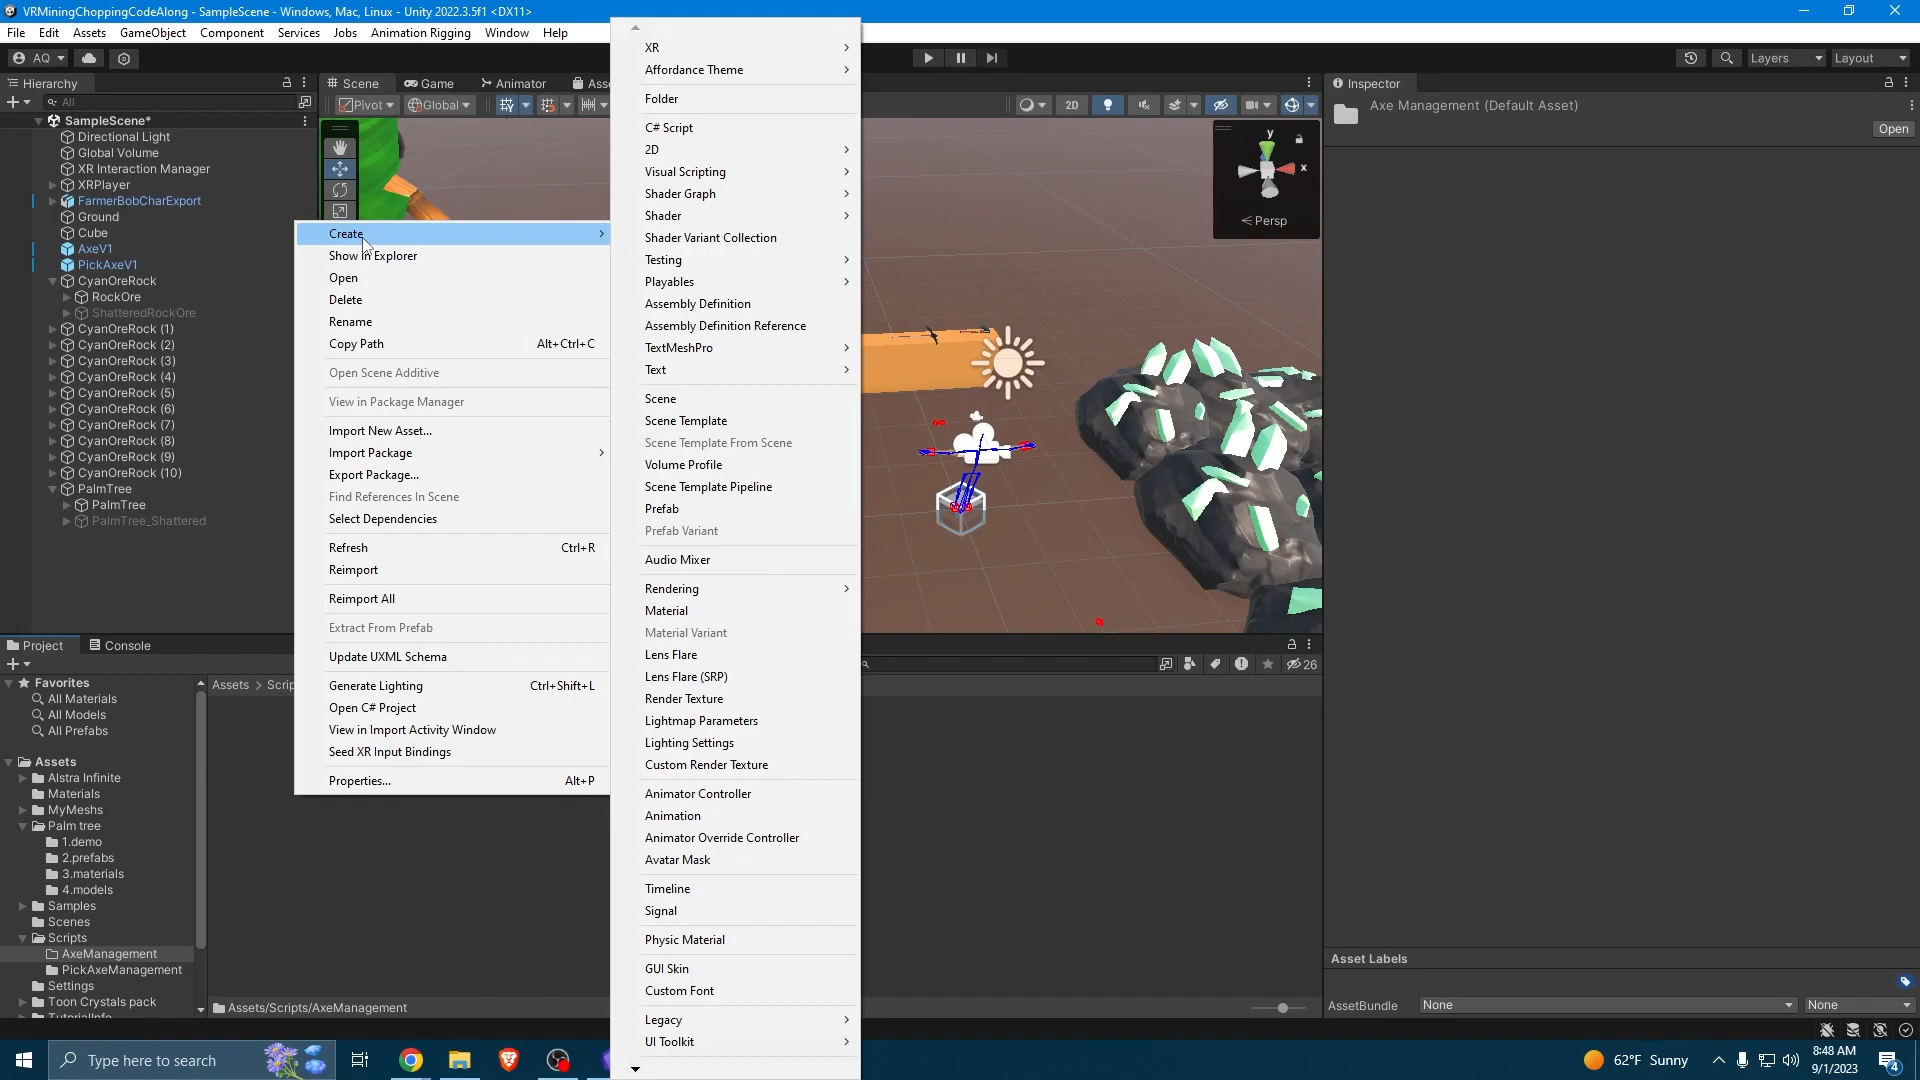 VRMiningChoppingCodeAlong - SampleScene - Windows, Mac, Linux - Unity 2022.3.5f1 <DX11>
File Edit Assets GameObject Component Services Jobs Animation Rigging Window Help
AQ
Layers
Layout
Hierarchy
All
SampleScene*
Directional Light
Global Volume
XR Interaction Manager
XRPlayer
FarmerBobCharExport
Ground
Cube
AxeV1
PickAxeV1
CyanOreRock
RockOre
ShatteredRockOre
CyanOreRock (1)
CyanOreRock (2)
CyanOreRock (3)
CyanOreRock (4)
CyanOreRock (5)
CyanOreRock (6)
CyanOreRock (7)
CyanOreRock (8)
CyanOreRock (9)
CyanOreRock (10)
PalmTree
PalmTree
PalmTree_Shattered
Scene
Game
Animator
Pivot
Global
2D
y
x
< Persp
Create
Show in Explorer
Open
Delete
Rename
Copy Path Alt+Ctrl+C
Open Scene Additive
View in Package Manager
Import New Asset...
Import Package
Export Package...
Find References In Scene
Select Dependencies
Refresh Ctrl+R
Reimport
Reimport All
Extract From Prefab
Update UXML Schema
Generate Lighting Ctrl+Shift+L
Open C# Project
View in Import Activity Window
Seed XR Input Bindings
Properties... Alt+P
XR
Affordance Theme
Folder
C# Script
2D
Visual Scripting
Shader Graph
Shader
Shader Variant Collection
Testing
Playables
Assembly Definition
Assembly Definition Reference
TextMeshPro
Text
Scene
Scene Template
Scene Template From Scene
Volume Profile
Scene Template Pipeline
Prefab
Prefab Variant
Audio Mixer
Rendering
Material
Material Variant
Lens Flare
Lens Flare (SRP)
Render Texture
Lightmap Parameters
Lighting Settings
Custom Render Texture
Animator Controller
Animation
Animator Override Controller
Avatar Mask
Timeline
Signal
Physic Material
GUI Skin
Custom Font
Legacy
UI Toolkit
Inspector
Axe Management (Default Asset)
Open
Asset Labels
AssetBundle None None
Project
Console
26
Favorites
All Materials
All Models
All Prefabs
Assets
Alstra Infinite
Materials
MyMeshs
Palm tree
1.demo
2.prefabs
3.materials
4.models
Samples
Scenes
Scripts
AxeManagement
PickAxeManagement
Settings
Toon Crystals pack
TutorialInfo
Assets > Scrip
Assets/Scripts/AxeManagement
Type here to search
62°F Sunny
8:48 AM
9/1/2023
4